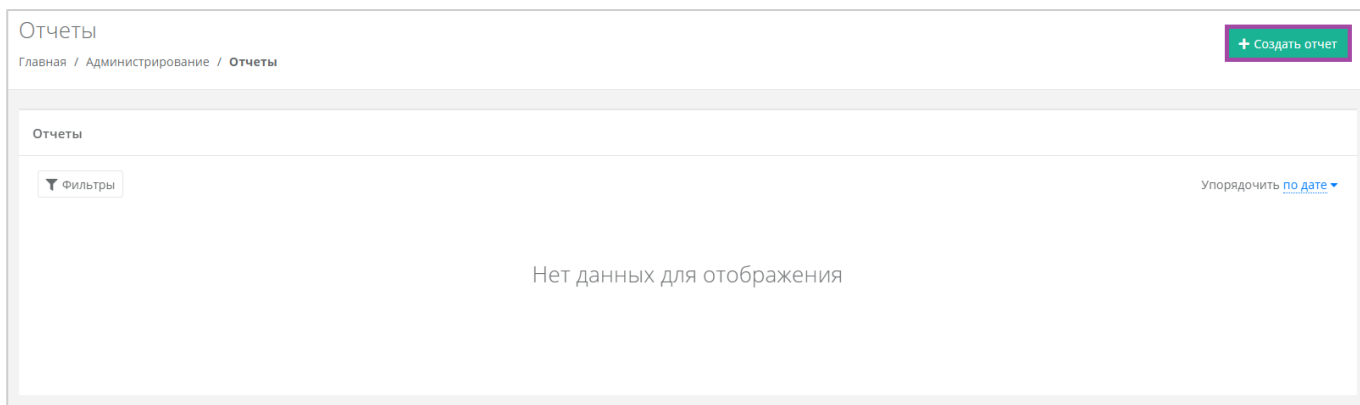 Отчеты
+ Создать отчет
Главная / Администрирование / Отчеты
Отчеты
Фильтры
Упорядочить по дате
Нет данных для отображения